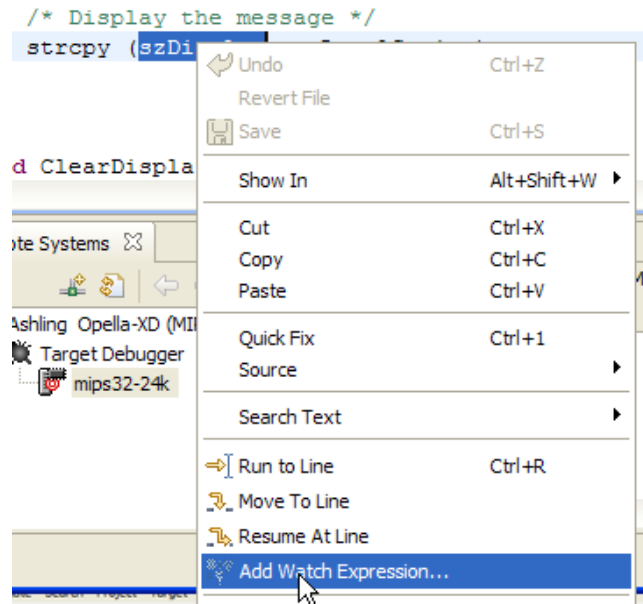 /* Display the message */
strcpy (szDi
Undo Ctrl+Z
Revert File
Save Ctrl+S
d ClearDispla
Show In Alt+Shift+W
Cut Ctrl+X
ote Systems
Copy Ctrl+C
Paste Ctrl+V
Ashling Opella-XD (MI
Quick Fix Ctrl+1
Target Debugger
Source
mips32-24k
Search Text
Run to Line Ctrl+R
Move To Line
Resume At Line
Add Watch Expression...